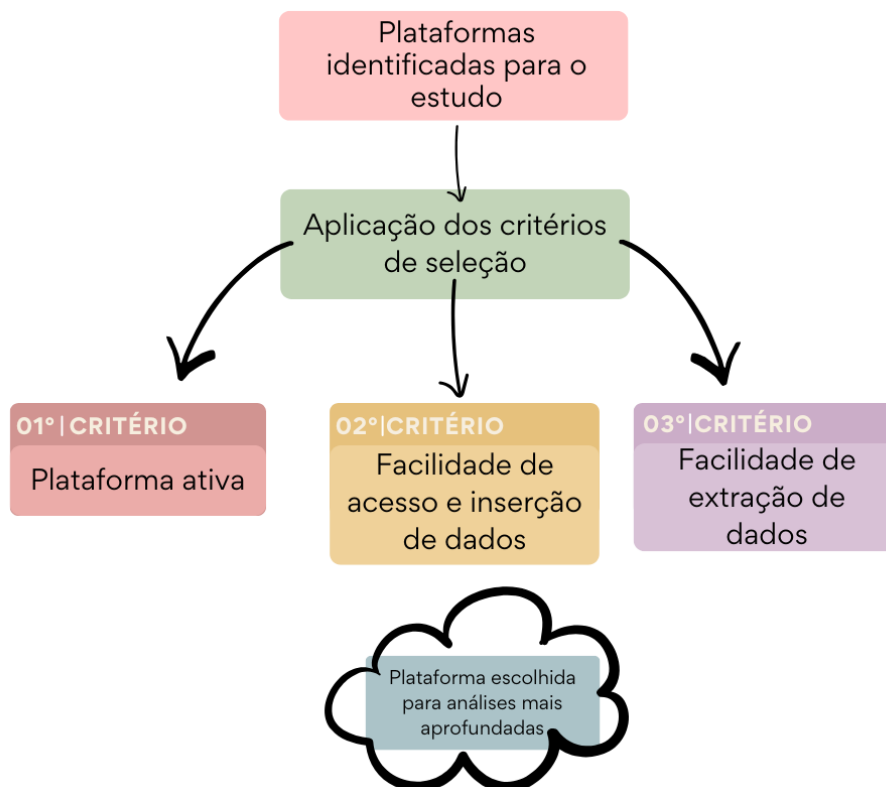 Plataformas
identificadas para o
estudo
Aplicação dos critérios
de seleção
01°|CRITÉRIO
Plataforma ativa
02°|CRITÉRIO
Facilidade de
acesso e inserção
de dados
03°|CRITÉRIO
Facilidade de
extração de
dados
Plataforma escolhida
para análises mais
aprofundadas